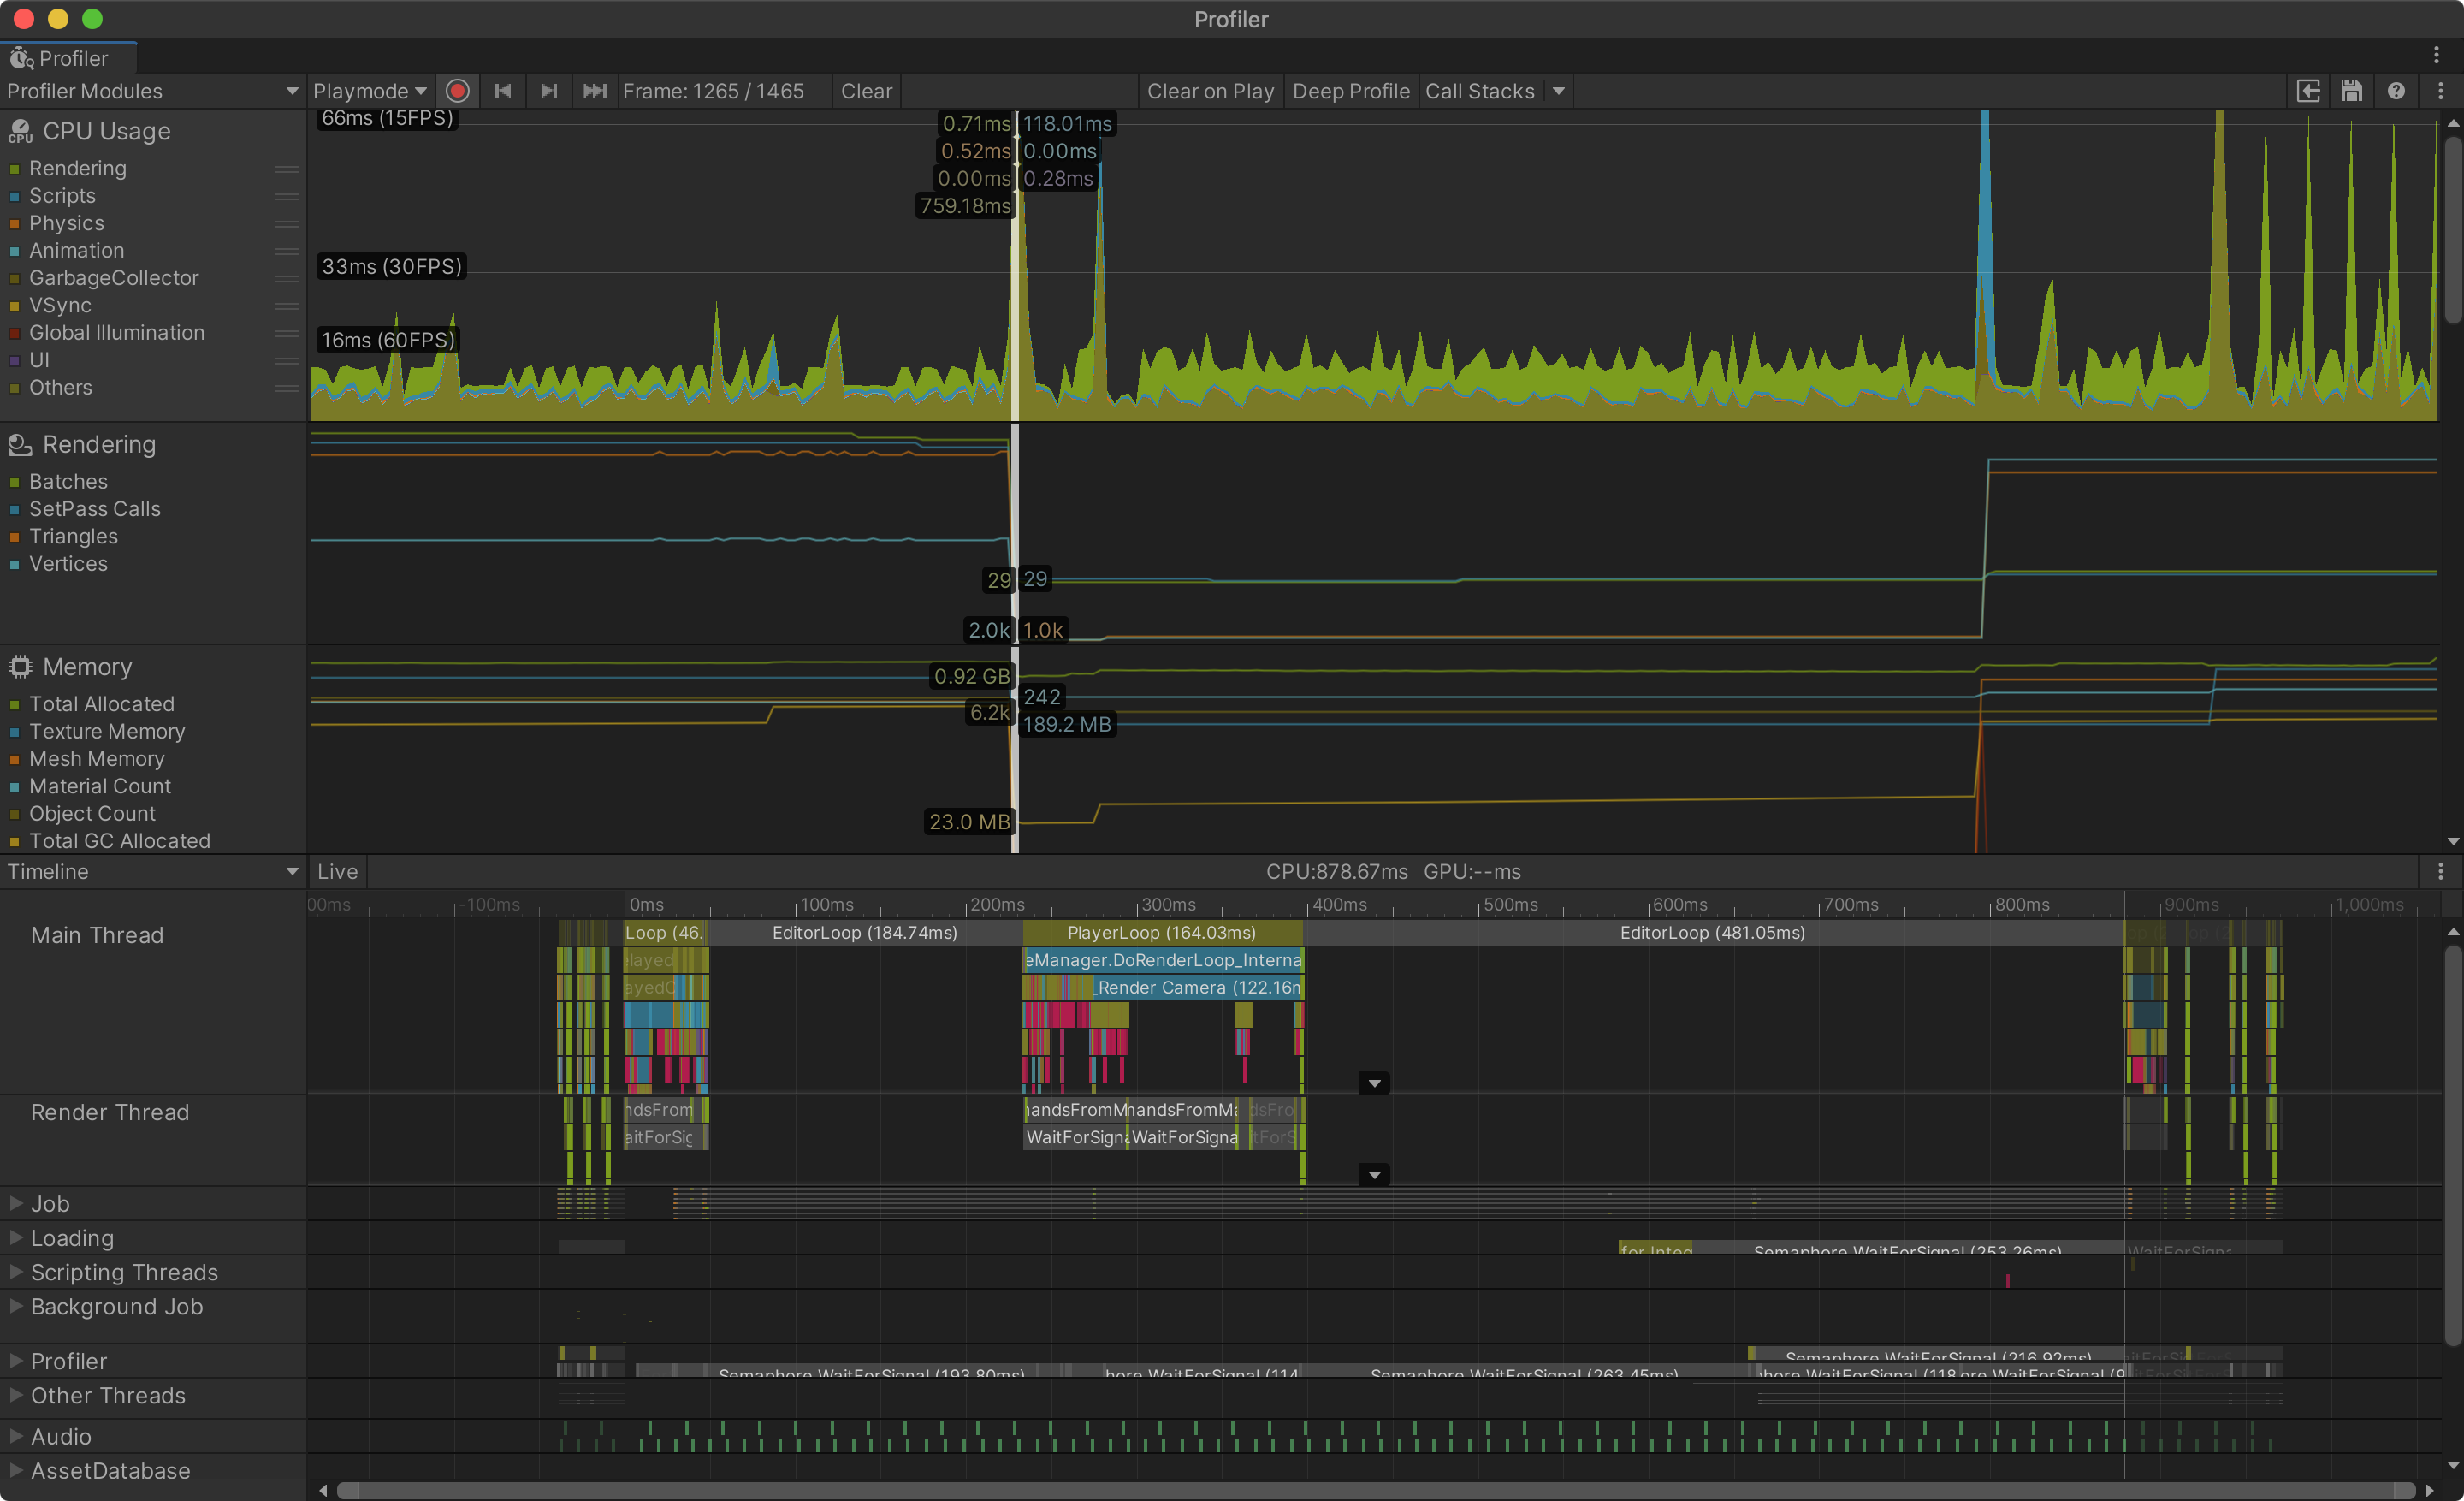 Profiler
Profiler
Profiler Modules
Playmode
Frame: 1265 / 1465
Clear
Clear on Play
Deep Profile
Call Stacks
CPU Usage
Rendering
Scripts
Physics
Animation
GarbageCollector
VSync
Global Illumination
UI
Others
66ms (15FPS)
33ms (30FPS)
16ms (60FPS)
0.71ms 118.01ms
0.52ms 0.00ms
0.00ms 0.28ms
759.18ms
Rendering
Batches
SetPass Calls
Triangles
Vertices
29 29
2.0k 1.0k
Memory
Total Allocated
Texture Memory
Mesh Memory
Material Count
Object Count
Total GC Allocated
0.92 GB
242
6.2k
189.2 MB
23.0 MB
Timeline
Live
CPU:878.67ms GPU:--ms
00ms -100ms 0ms 100ms 200ms 300ms 400ms 500ms 600ms 700ms 800ms 900ms 1,000ms
Main Thread
Loop (46. EditorLoop (184.74ms) PlayerLoop (164.03ms) EditorLoop (481.05ms)
layed eManager.DoRenderLoop_Interna
ayedC _Render Camera (122.16m
Render Thread
ndsFrom andsFromM handsFromMa dsFro
aitForSig WaitForSigna WaitForSigna tForS
Job
Loading
for Integ Semaphore.WaitForSignal (253.26ms) WaitForSigna
Scripting Threads
Background Job
Profiler
Semaphore.WaitForSignal (216.92ms)
Semaphore.WaitForSignal (193.80ms) hore.WaitForSignal (114 Semaphore.WaitForSignal (263.45ms) phore.WaitForSignal (118 ore.WaitForSignal (9
Other Threads
Audio
AssetDatabase